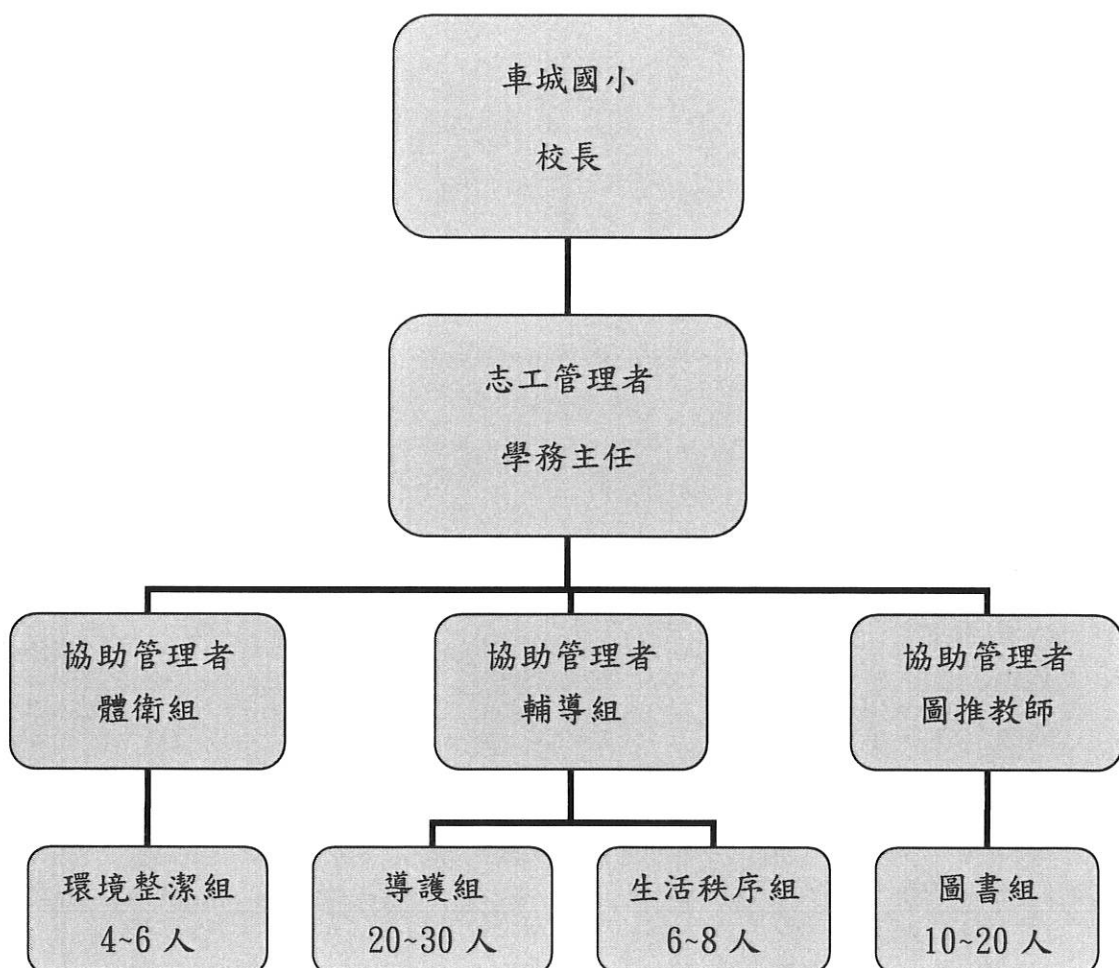 車城國小
校長
志工管理者
學務主任
協助管理者
體衛組
協助管理者
輔導組
協助管理者
圖推教師
環境整潔組
4~6 人
導護組
20~30 人
生活秩序組
6~8 人
圖書組
10~20 人